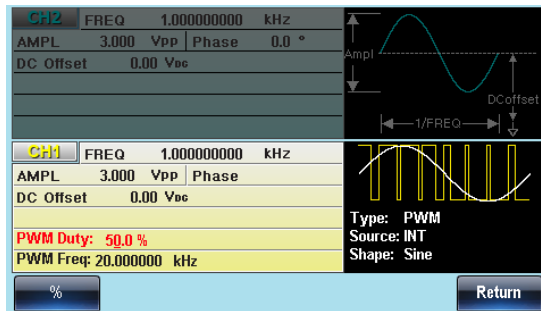 CH2 FREQ 1.000000000 kHz
AMPL 3.000 Vpp Phase 0.0 °
DC Offset 0.00 VDC
Ampl
DCoffset
1/FREQ
CH1 FREQ 1.000000000 kHz
AMPL 3.000 Vpp Phase
DC Offset 0.00 VDC
PWM Duty: 50.0 %
PWM Freq: 20.000000 kHz
Type: PWM
Source: INT
Shape: Sine
% Return